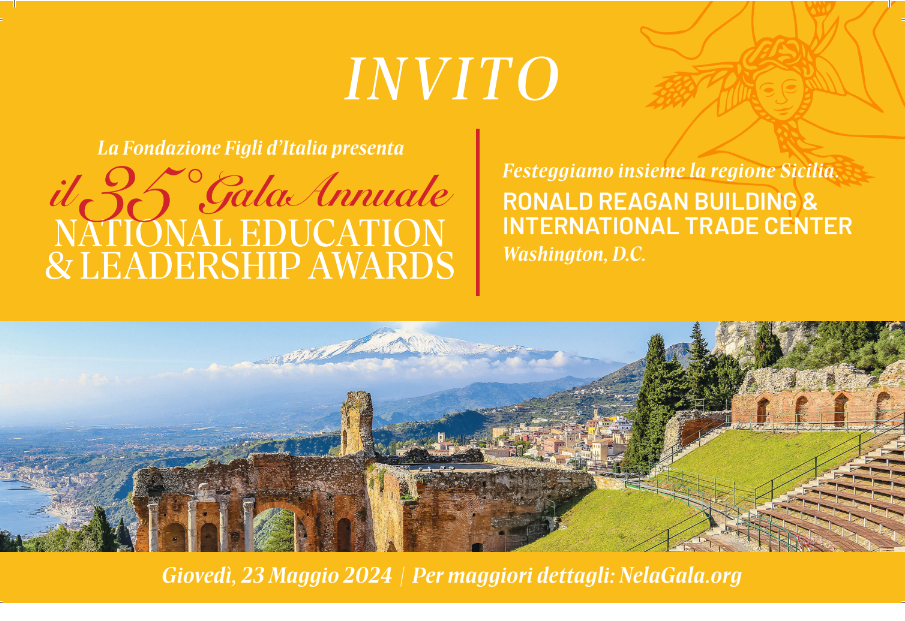 INVITO
La Fondazione Figli d'Italia presenta
il 35° Gala Annuale
NATIONAL EDUCATION
& LEADERSHIP AWARDS
Festeggiamo insieme la regione Sicilia.
RONALD REAGAN BUILDING &
INTERNATIONAL TRADE CENTER
Washington, D.C.
Giovedì, 23 Maggio 2024 | Per maggiori dettagli: NelaGala.org